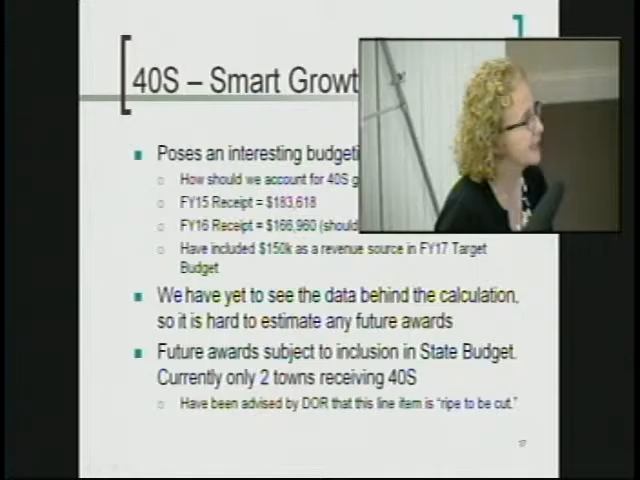 40S – Smart Growt
Poses an interesting budgeti
How should we account for 40S g
FY15 Receipt = $183,618
FY16 Receipt = $166,960 (shoul
Have included $150k as a revenue source in FY17 Target
Budget
We have yet to see the data behind the calculation,
so it is hard to estimate any future awards
Future awards subject to inclusion in State Budget.
Currently only 2 towns receiving 40S
Have been advised by DOR that this line item is “ripe to be cut.”
17